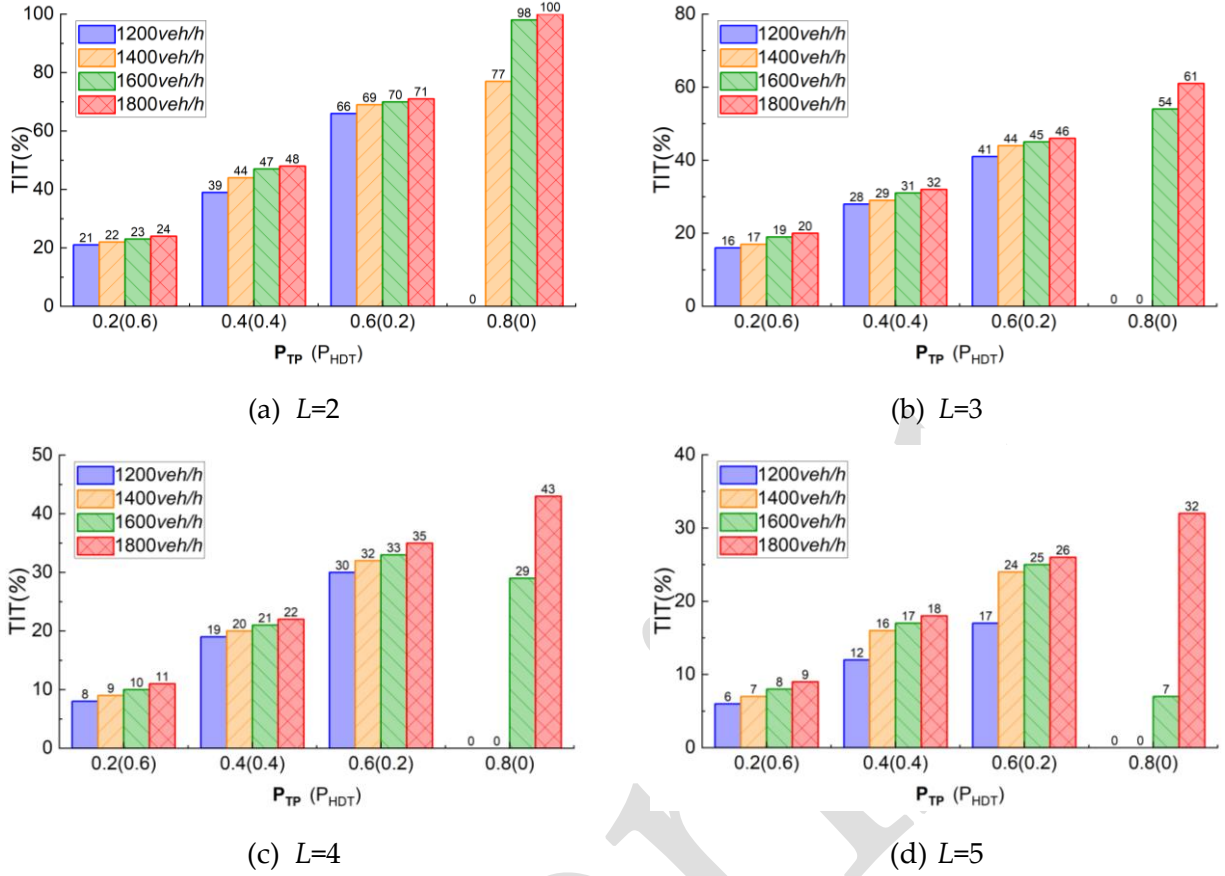 100
80
60
40
20
0
TIT(%)
1200veh/h
1400veh/h
1600veh/h
1800veh/h
21 22 23 24
39 44 47 48
66 69 70 71
0 77 98 100
0.2(0.6) 0.4(0.4) 0.6(0.2) 0.8(0)
P_TP (P_HDT)
(a) L=2
80
60
40
20
0
TIT(%)
1200veh/h
1400veh/h
1600veh/h
1800veh/h
16 17 19 20
28 29 31 32
41 44 45 46
0 0 54 61
0.2(0.6) 0.4(0.4) 0.6(0.2) 0.8(0)
P_TP (P_HDT)
(b) L=3
50
40
30
20
10
0
TIT(%)
1200veh/h
1400veh/h
1600veh/h
1800veh/h
8 9 10 11
19 20 21 22
30 32 33 35
0 0 29 43
0.2(0.6) 0.4(0.4) 0.6(0.2) 0.8(0)
P_TP (P_HDT)
(c) L=4
40
30
20
10
0
TIT(%)
1200veh/h
1400veh/h
1600veh/h
1800veh/h
6 7 8 9
12 16 17 18
17 24 25 26
0 0 7 32
0.2(0.6) 0.4(0.4) 0.6(0.2) 0.8(0)
P_TP (P_HDT)
(d) L=5